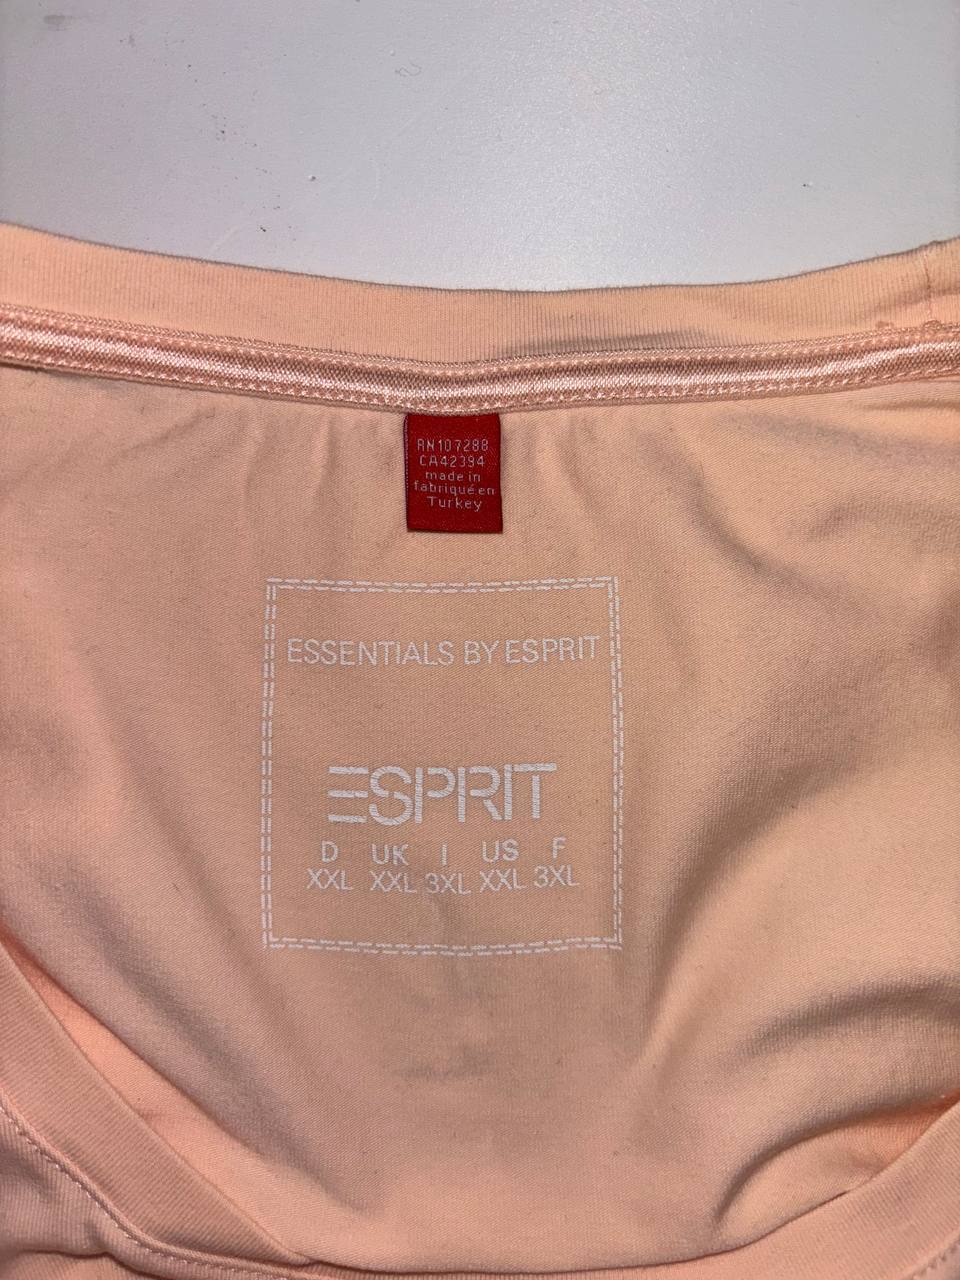 RN107288
CA42394
made in
fabriqué en
Turkey
ESSENTIALS BY ESPRIT
ESPRIT
D UK I US F
XXL XXL 3XL XXL 3XL